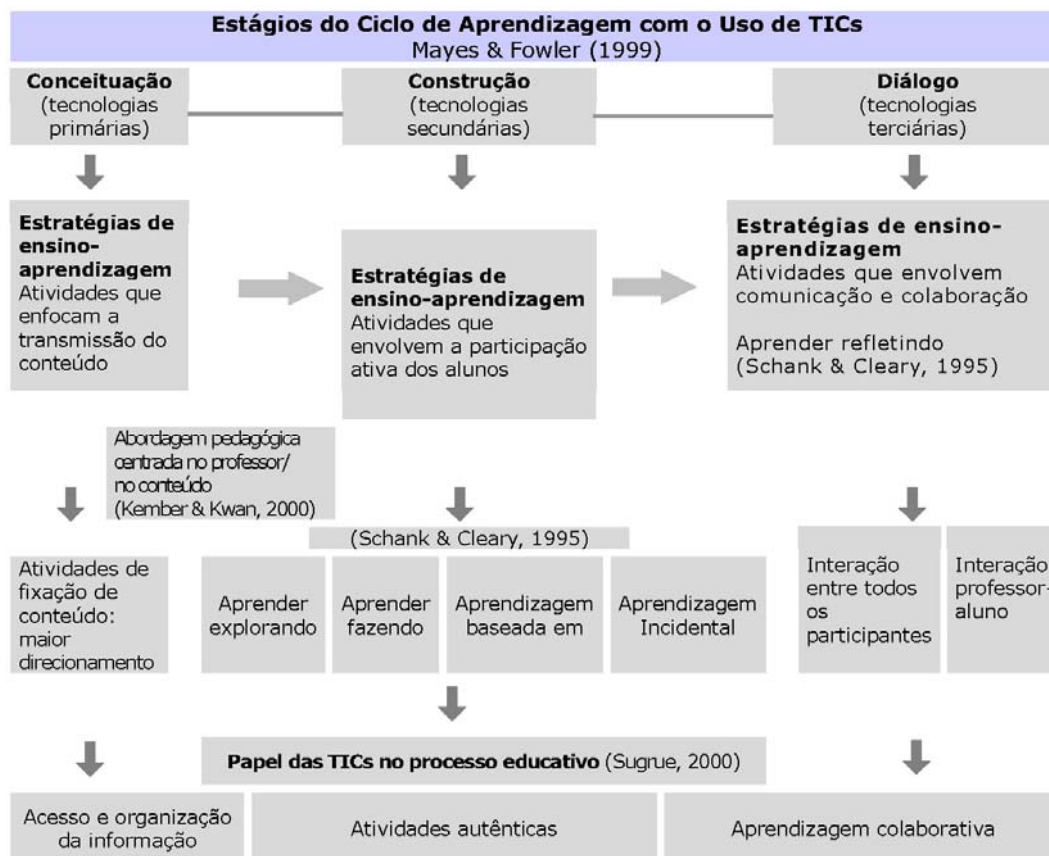 Estágios do Ciclo de Aprendizagem com o Uso de TICs
Mayes & Fowler (1999)
Conceituação
(tecnologias
primárias)
Construção
(tecnologias
secundárias)
Diálogo
(tecnologias
terciárias)
Estratégias de
ensino-
aprendizagem
Atividades que
enfocam a
transmissão do
conteúdo
Estratégias de
ensino-aprendizagem
Atividades que
envolvem a participação
ativa dos alunos
Estratégias de ensino-
aprendizagem
Atividades que envolvem
comunicação e colaboração
Aprender refletindo
(Schank & Cleary, 1995)
Abordagem pedagógica
centrada no professor/
no conteúdo
(Kember & Kwan, 2000)
(Schank & Cleary, 1995)
Atividades de
fixação de
conteúdo:
maior
direcionamento
Aprender
explorando
Aprender
fazendo
Aprendizagem
baseada em
Aprendizagem
Incidental
Interação
entre todos
os
participantes
Interação
professor-
aluno
Papel das TICs no processo educativo (Sugrue, 2000)
Acesso e organização
da informação
Atividades autênticas
Aprendizagem colaborativa